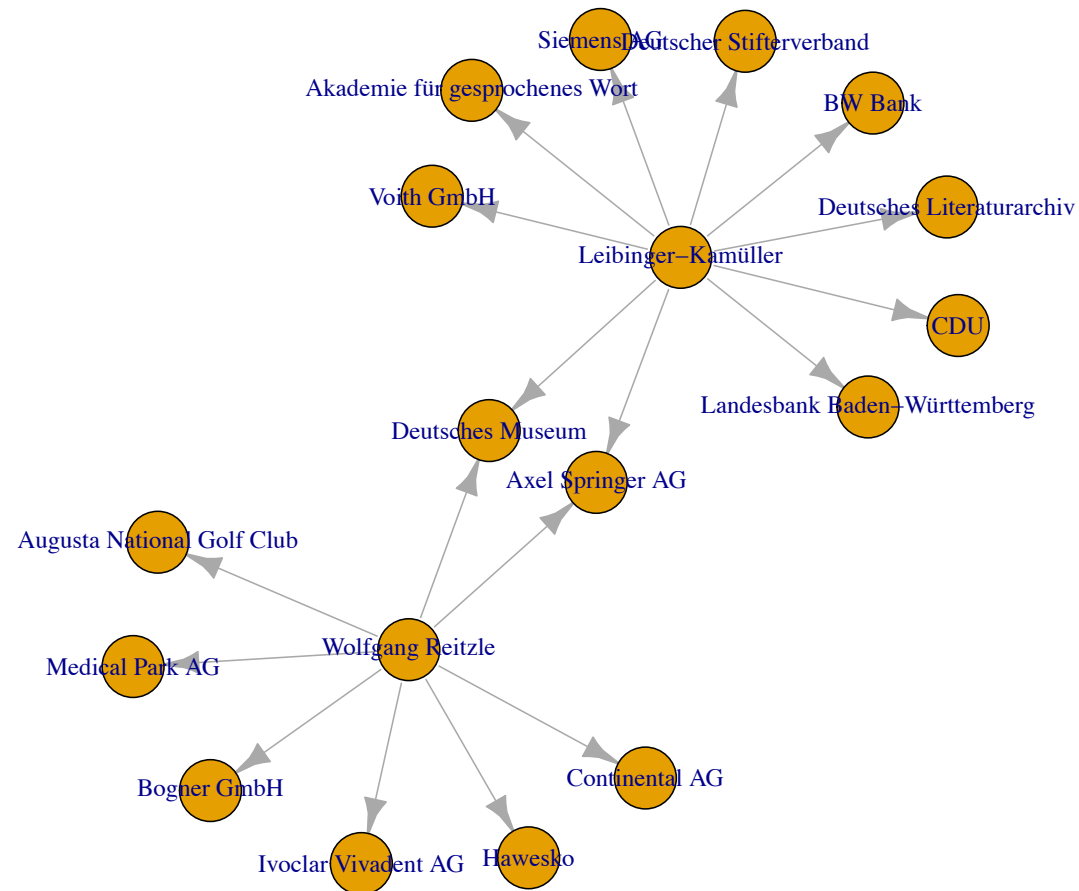 Siemens AG
Deutscher Stifterverband
Akademie für gesprochenes Wort
BW Bank
Voith GmbH
Deutsches Literaturarchiv
Leibinger–Kamüller
CDU
Landesbank Baden–Württemberg
Deutsches Museum
Axel Springer AG
Augusta National Golf Club
Wolfgang Reitzle
Medical Park AG
Continental AG
Bogner GmbH
Ivoclar Vivadent AG
Hawesko